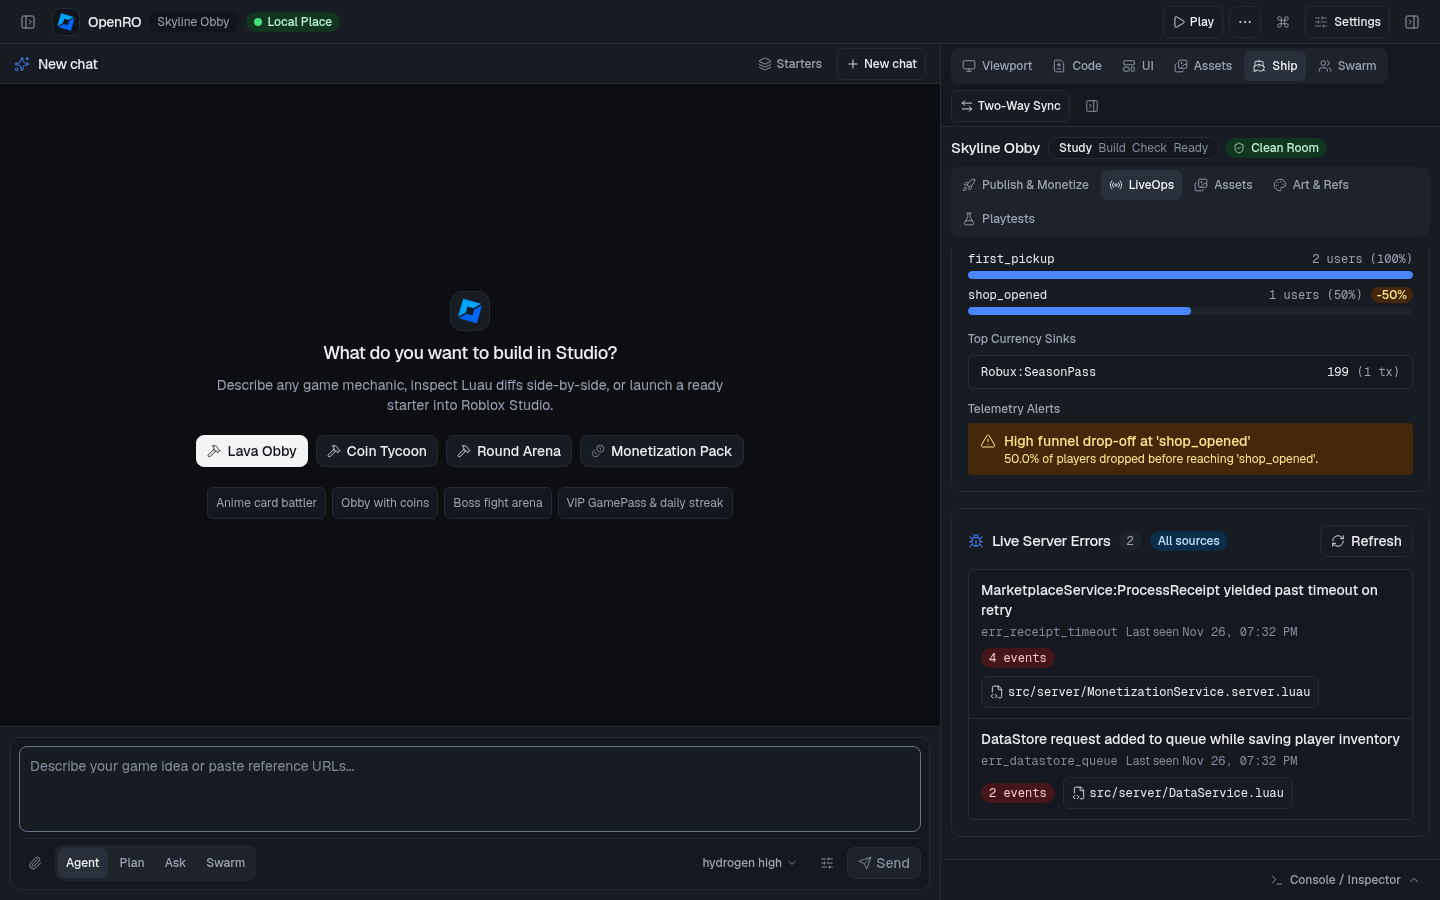 OpenRO
Skyline Obby
Local Place
Play
Settings
New chat
Starters
New chat
Viewport
Code
UI
Assets
Ship
Swarm
Two-Way Sync
Skyline Obby
Study Build Check Ready
Clean Room
Publish & Monetize
LiveOps
Assets
Art & Refs
Playtests
first_pickup
2 users (100%)
shop_opened
1 users (50%)
-50%
Top Currency Sinks
Robux:SeasonPass
199 (1 tx)
Telemetry Alerts
High funnel drop-off at 'shop_opened'
50.0% of players dropped before reaching 'shop_opened'.
Live Server Errors
2
All sources
Refresh
MarketplaceService:ProcessReceipt yielded past timeout on
retry
err_receipt_timeout Last seen Nov 26, 07:32 PM
4 events
src/server/MonetizationService.server.luau
DataStore request added to queue while saving player inventory
err_datastore_queue Last seen Nov 26, 07:32 PM
2 events
src/server/DataService.luau
Console / Inspector
What do you want to build in Studio?
Describe any game mechanic, inspect Luau diffs side-by-side, or launch a ready
starter into Roblox Studio.
Lava Obby
Coin Tycoon
Round Arena
Monetization Pack
Anime card battler
Obby with coins
Boss fight arena
VIP GamePass & daily streak
Describe your game idea or paste reference URLs...
Agent
Plan
Ask
Swarm
hydrogen high
Send